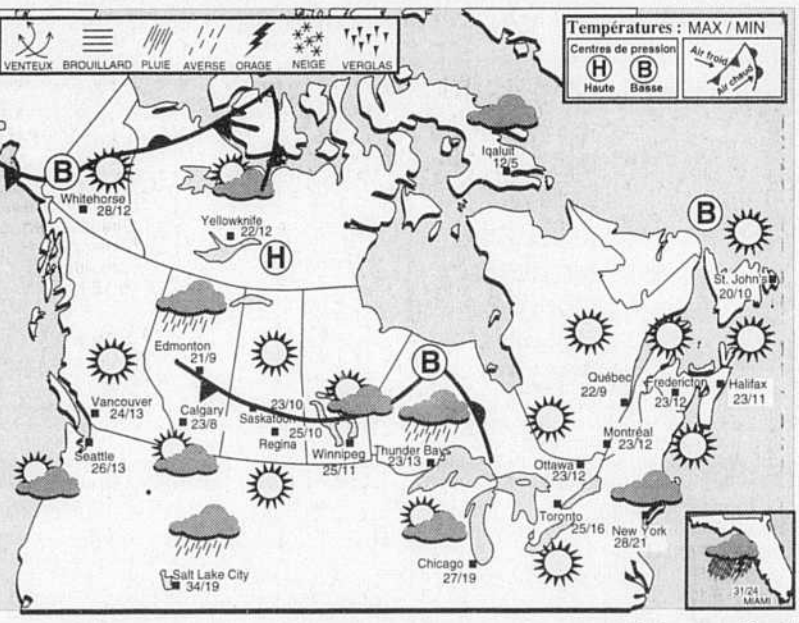 VENTEUX BROUILLARD PLUIE AVERSE ORAGE NEIGE VERGLAS
Températures : MAX / MIN
Centres de pression
H B
Haute Basse
Air froid
Air chaud
B
Whitehorse
28/12
Yellowknife
22/12
H
Iqaluit
12/5
B
St. John's
20/10
Edmonton
21/9
B
Vancouver
24/13
Calgary
23/8
23/10
Saskatoon
25/10
Regina
Winnipeg
25/11
Thunder Bay
23/13
Québec
22/9
Fredericton
23/12
Halifax
23/11
Montréal
23/12
Ottawa
23/12
Toronto
25/16
New York
28/21
Seattle
26/13
Salt Lake City
34/19
Chicago
27/19
31/24
MIAMI